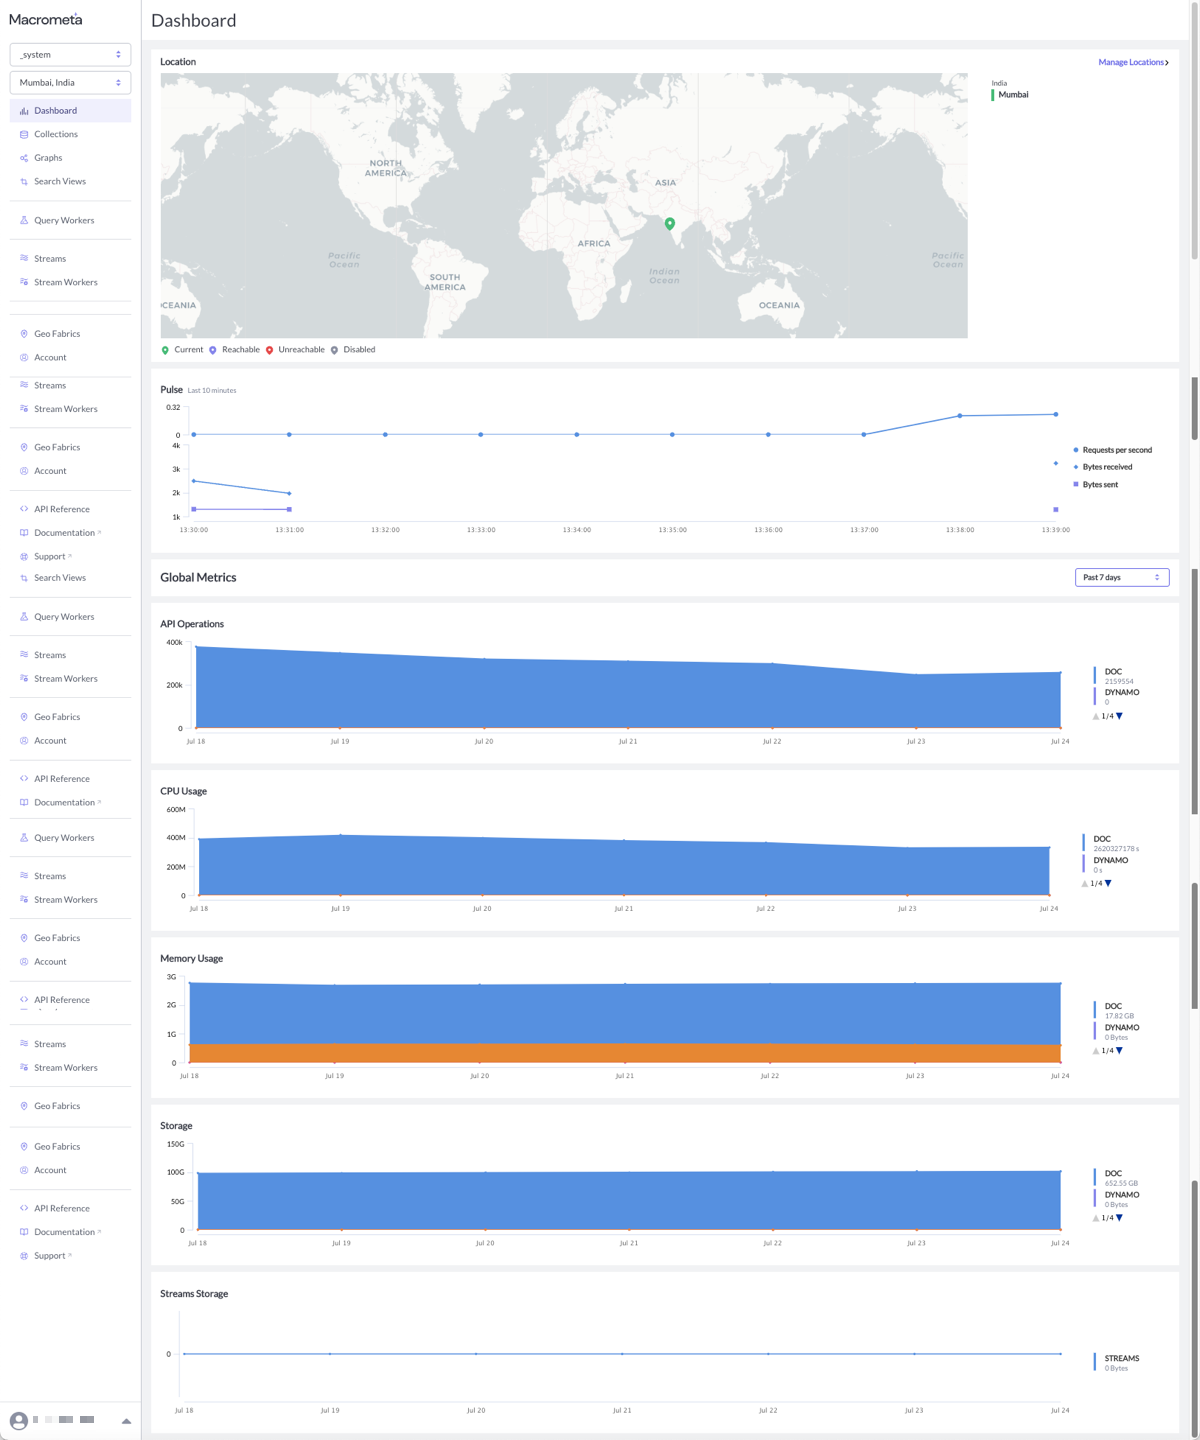 Macrometa
_system
Mumbai, India
Dashboard
Collections
Graphs
Search Views
Query Workers
Streams
Stream Workers
Geo Fabrics
Account
Streams
Stream Workers
Geo Fabrics
Account
API Reference
Documentation
Support
Search Views
Query Workers
Streams
Stream Workers
Geo Fabrics
Account
API Reference
Documentation
Query Workers
Streams
Stream Workers
Geo Fabrics
Account
API Reference
Streams
Stream Workers
Geo Fabrics
Geo Fabrics
Account
API Reference
Documentation
Support
Dashboard
Location
Manage Locations
NORTH
AMERICA
ASIA
AFRICA
SOUTH
AMERICA
Pacific
Ocean
Indian
Ocean
Pacific
Ocean
OCEANIA
CEANIA
India
Mumbai
Current
Reachable
Unreachable
Disabled
Pulse Last 10 minutes
0.32
0
4k
3k
2k
1k
13:30:00 13:31:00 13:32:00 13:33:00 13:34:00 13:35:00 13:36:00 13:37:00 13:38:00 13:39:00
Requests per second
Bytes received
Bytes sent
Global Metrics
Past 7 days
API Operations
400k
200k
0
Jul 18 Jul 19 Jul 20 Jul 21 Jul 22 Jul 23 Jul 24
DOC
2159554
DYNAMO
0
1/4
CPU Usage
600M
400M
200M
0
Jul 18 Jul 19 Jul 20 Jul 21 Jul 22 Jul 23 Jul 24
DOC
2620327178 s
DYNAMO
0 s
1/4
Memory Usage
3G
2G
1G
0
Jul 18 Jul 19 Jul 20 Jul 21 Jul 22 Jul 23 Jul 24
DOC
17.82 GB
DYNAMO
0 Bytes
1/4
Storage
150G
100G
50G
0
Jul 18 Jul 19 Jul 20 Jul 21 Jul 22 Jul 23 Jul 24
DOC
652.55 GB
DYNAMO
0 Bytes
1/4
Streams Storage
0
Jul 18 Jul 19 Jul 20 Jul 21 Jul 22 Jul 23 Jul 24
STREAMS
0 Bytes